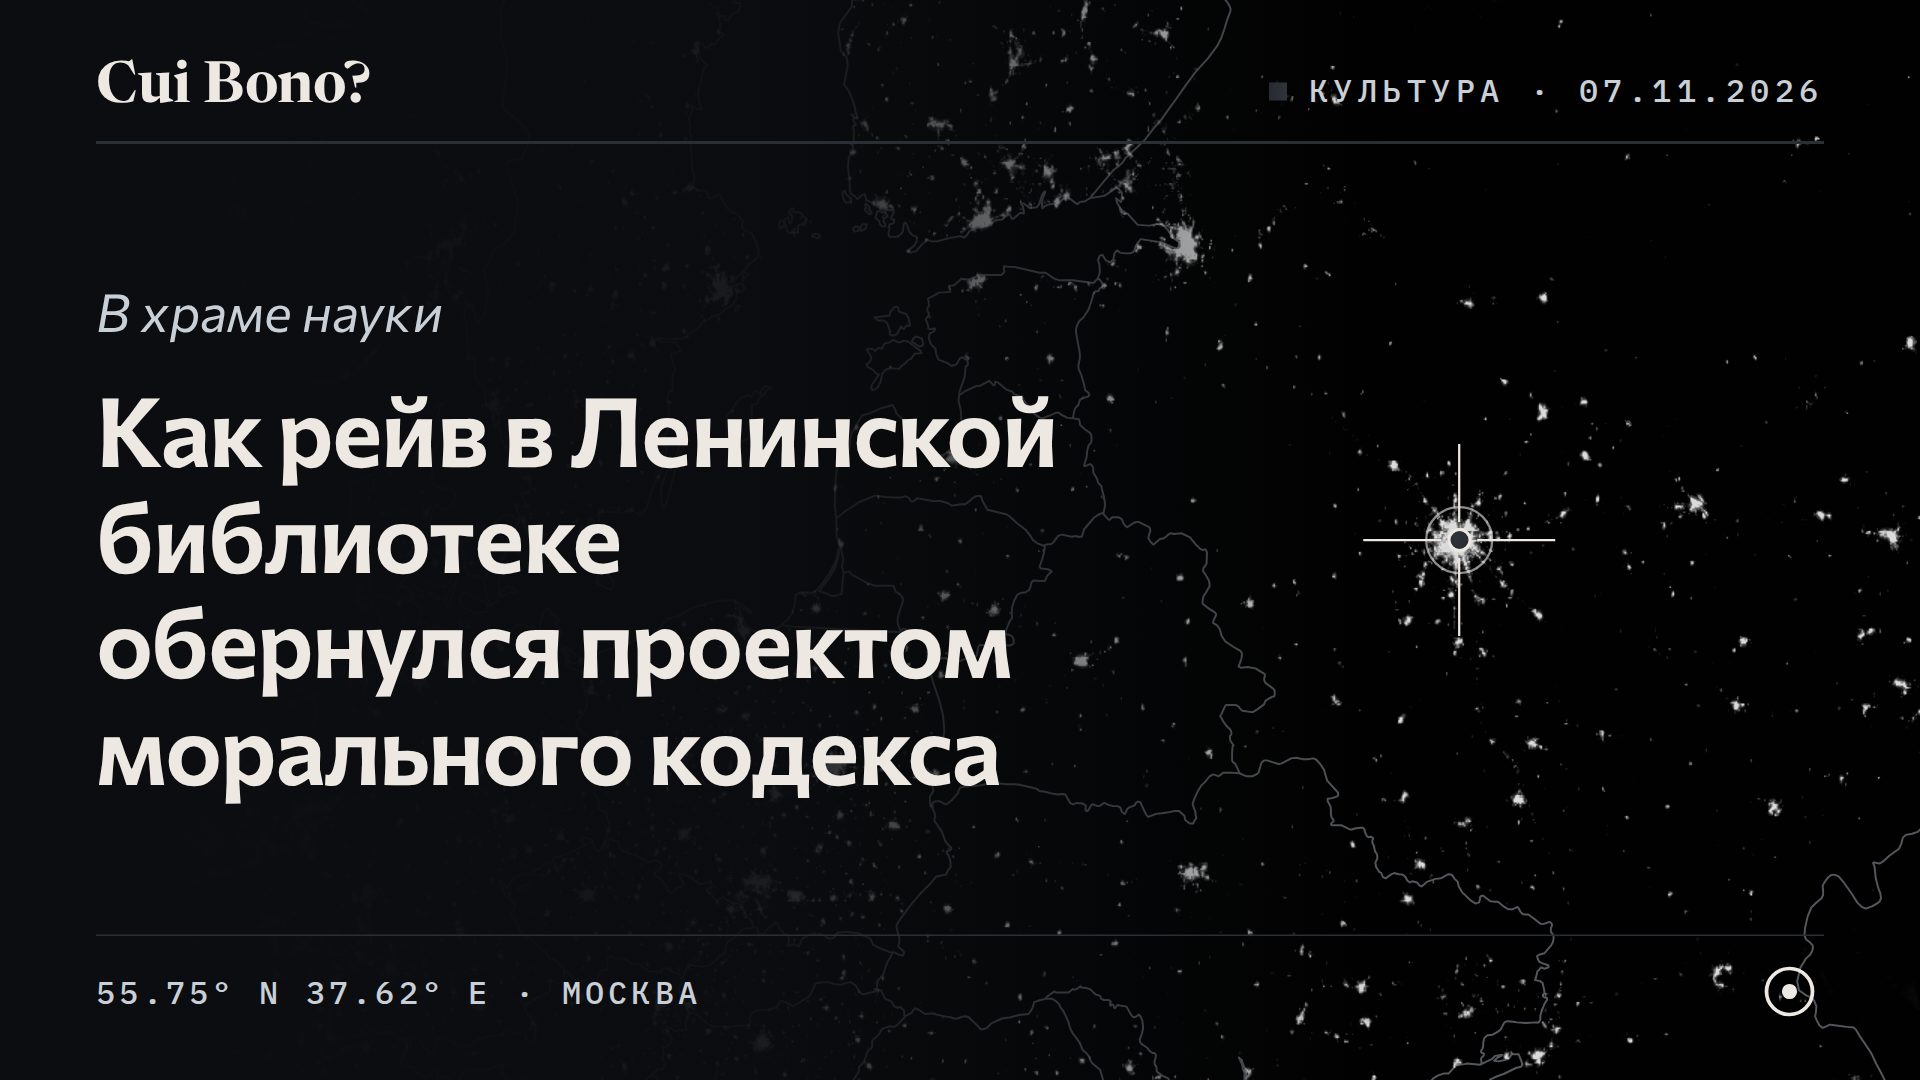 Cui Bono?
КУЛЬТУРА · 07.11.2026
В храме науки
Как рейв в Ленинской
библиотеке
обернулся проектом
морального кодекса
55.75° N 37.62° E · МОСКВА